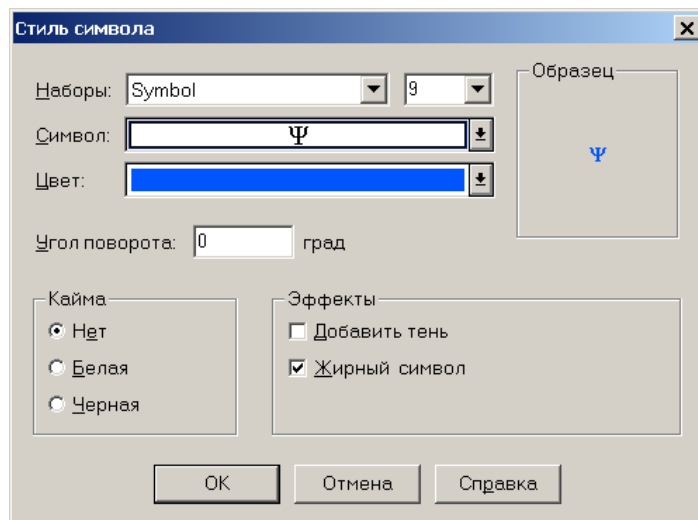 Стиль символа
Наборы: Symbol 9
Образец
Символ: Ψ
Ψ
Цвет:
Угол поворота: 0 град
Кайма
Нет
Белая
Черная
Эффекты
Добавить тень
Жирный символ
OK Отмена Справка